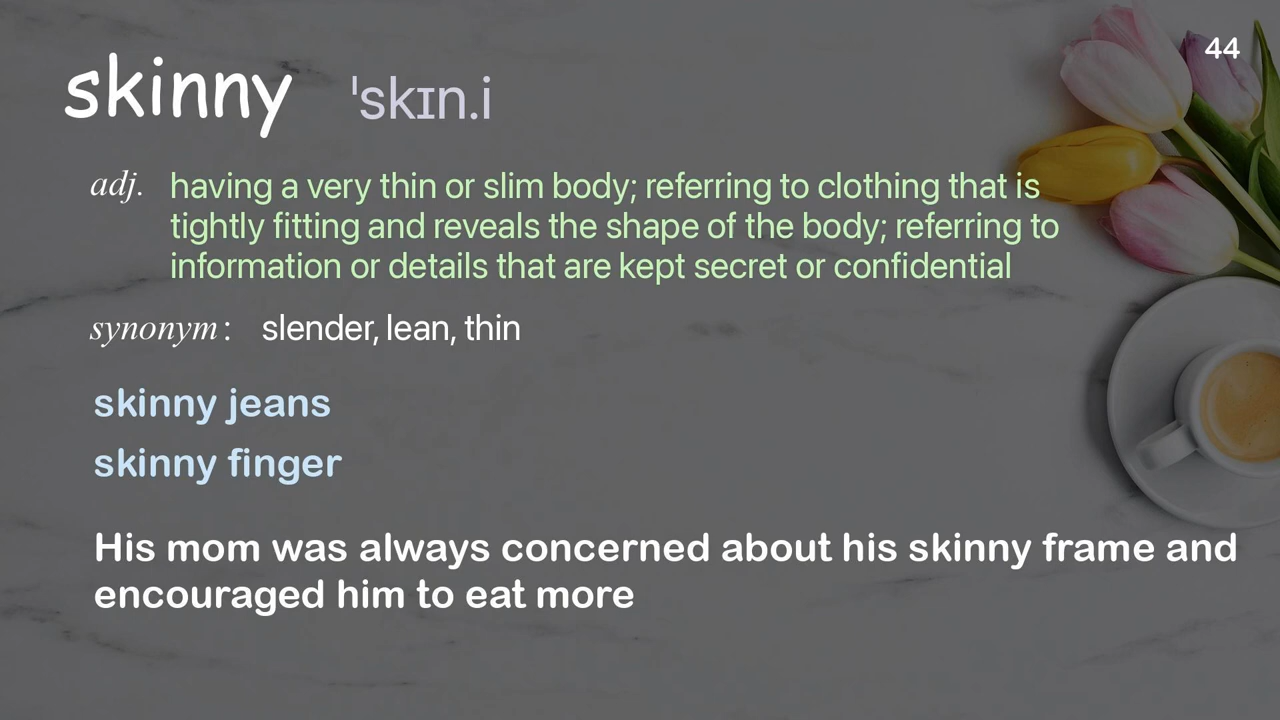 44
skinny ˈskɪn.i
adj. having a very thin or slim body; referring to clothing that is
tightly fitting and reveals the shape of the body; referring to
information or details that are kept secret or confidential
synonym: slender, lean, thin
skinny jeans
skinny finger
His mom was always concerned about his skinny frame and
encouraged him to eat more